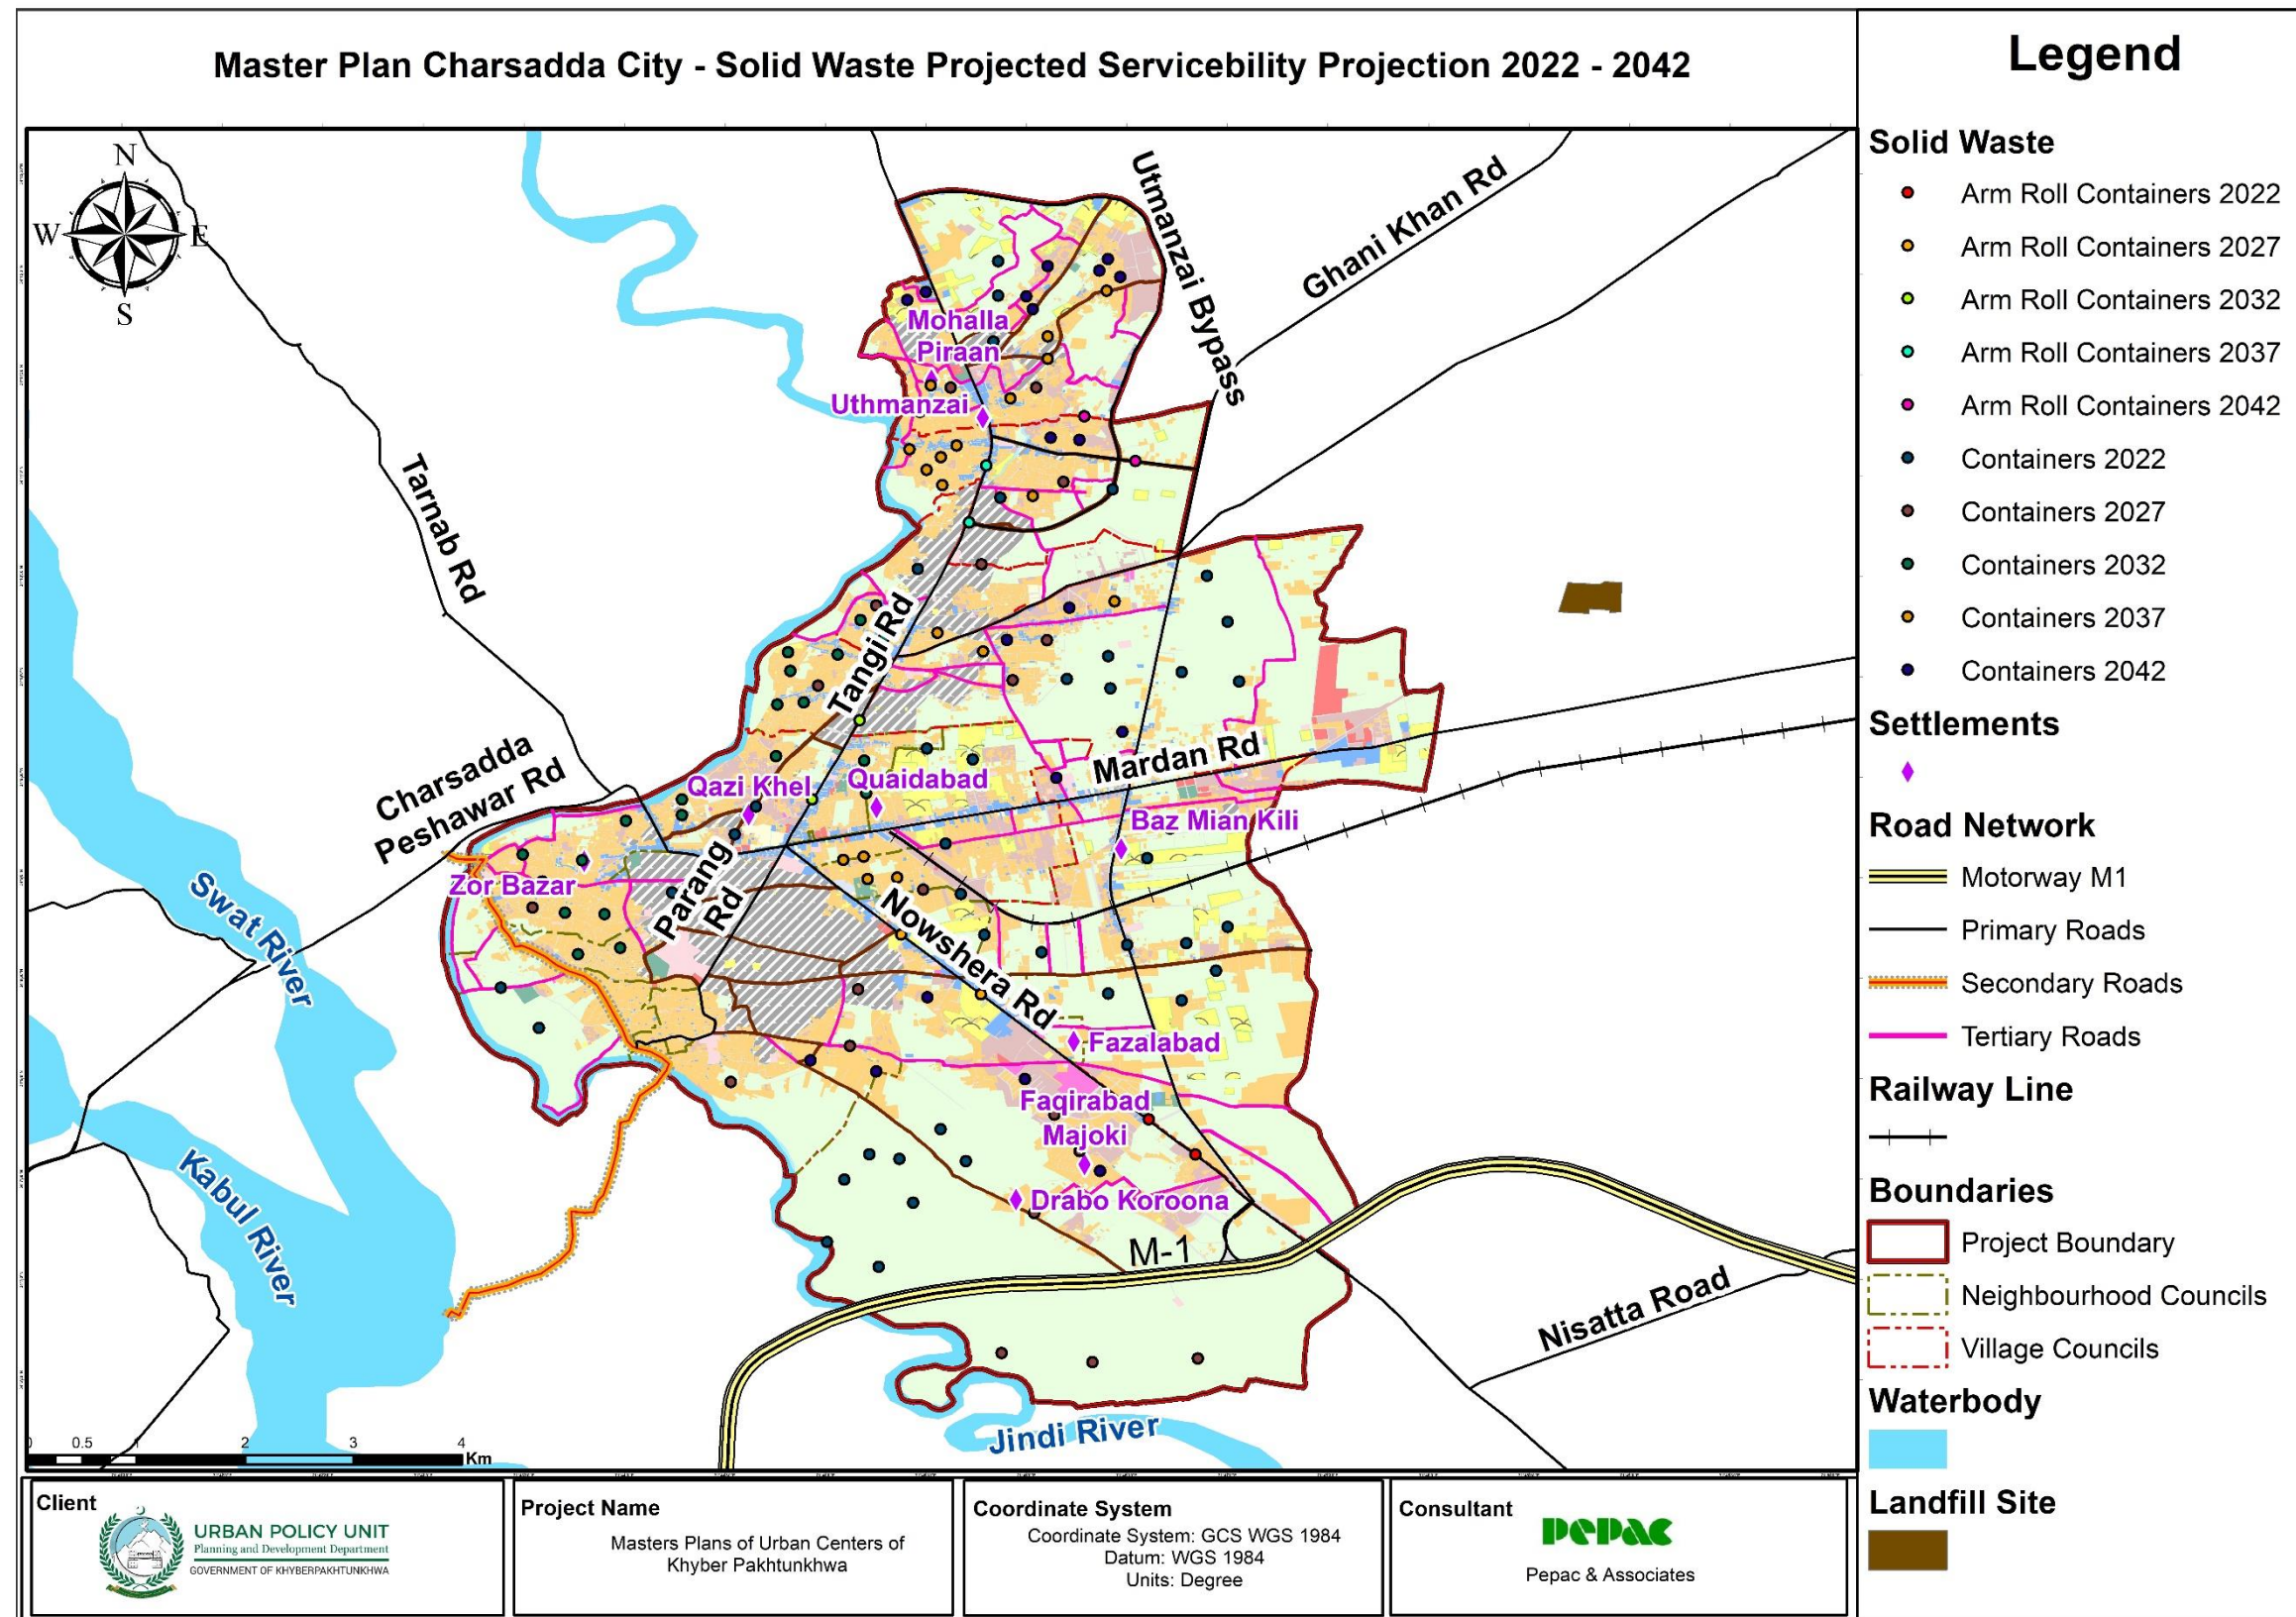 Master Plan Charsadda City - Solid Waste Projected Servicebility Projection 2022 - 2042
N
W
E
S
Utmanzai Bypass
Ghani Khan Rd
Mohalla
Piraan
Uthmanzai
Tarnab Rd
Tangi Rd
Charsadda
Peshawar Rd
Qazi Khel
Quaidabad
Mardan Rd
Baz Mian Kili
Zor Bazar
Parang
Rd
Nowshera Rd
Swat River
Fazalabad
Faqirabad
Majoki
Kabul River
Drabo Koroona
M-1
Nisatta Road
Jindi River
0 0.5 1 2 3 4
Km
Legend
Solid Waste
Arm Roll Containers 2022
Arm Roll Containers 2027
Arm Roll Containers 2032
Arm Roll Containers 2037
Arm Roll Containers 2042
Containers 2022
Containers 2027
Containers 2032
Containers 2037
Containers 2042
Settlements
Road Network
Motorway M1
Primary Roads
Secondary Roads
Tertiary Roads
Railway Line
Boundaries
Project Boundary
Neighbourhood Councils
Village Councils
Waterbody
Landfill Site
Client
URBAN POLICY UNIT
Planning and Development Department
GOVERNMENT OF KHYBERPAKHTUNKHWA
Project Name
Masters Plans of Urban Centers of
Khyber Pakhtunkhwa
Coordinate System
Coordinate System: GCS WGS 1984
Datum: WGS 1984
Units: Degree
Consultant
PEPAC
Pepac & Associates